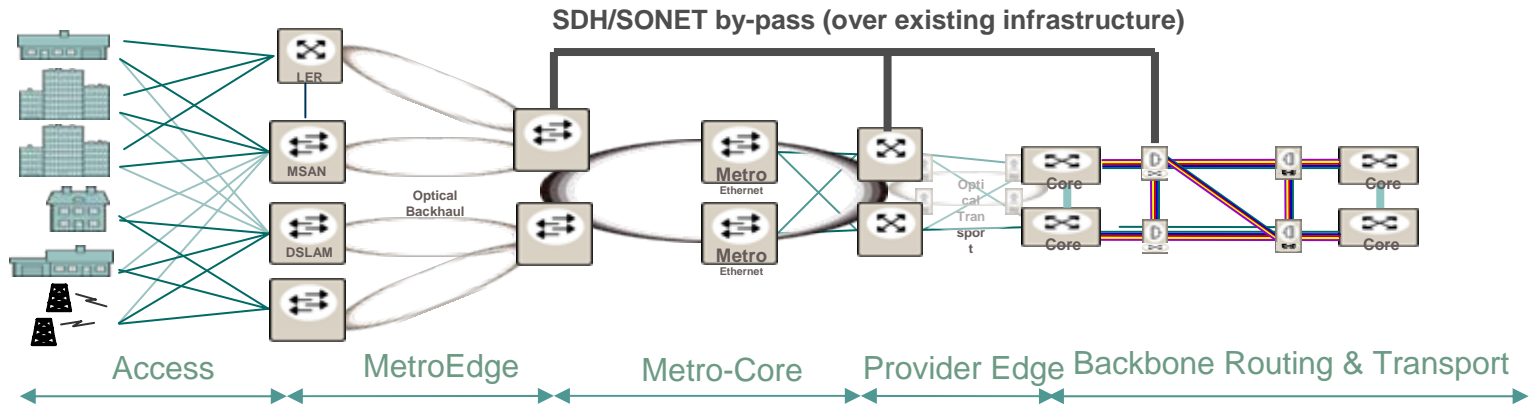 SDH/SONET by-pass (over existing infrastructure)
LER
MSAN
Optical
Backhaul
DSLAM
Metro
Ethernet
Metro
Ethernet
Opti
cal
Tran
spor
t
Core
Core
Core
Core
Access
MetroEdge
Metro-Core
Provider Edge
Backbone Routing & Transport